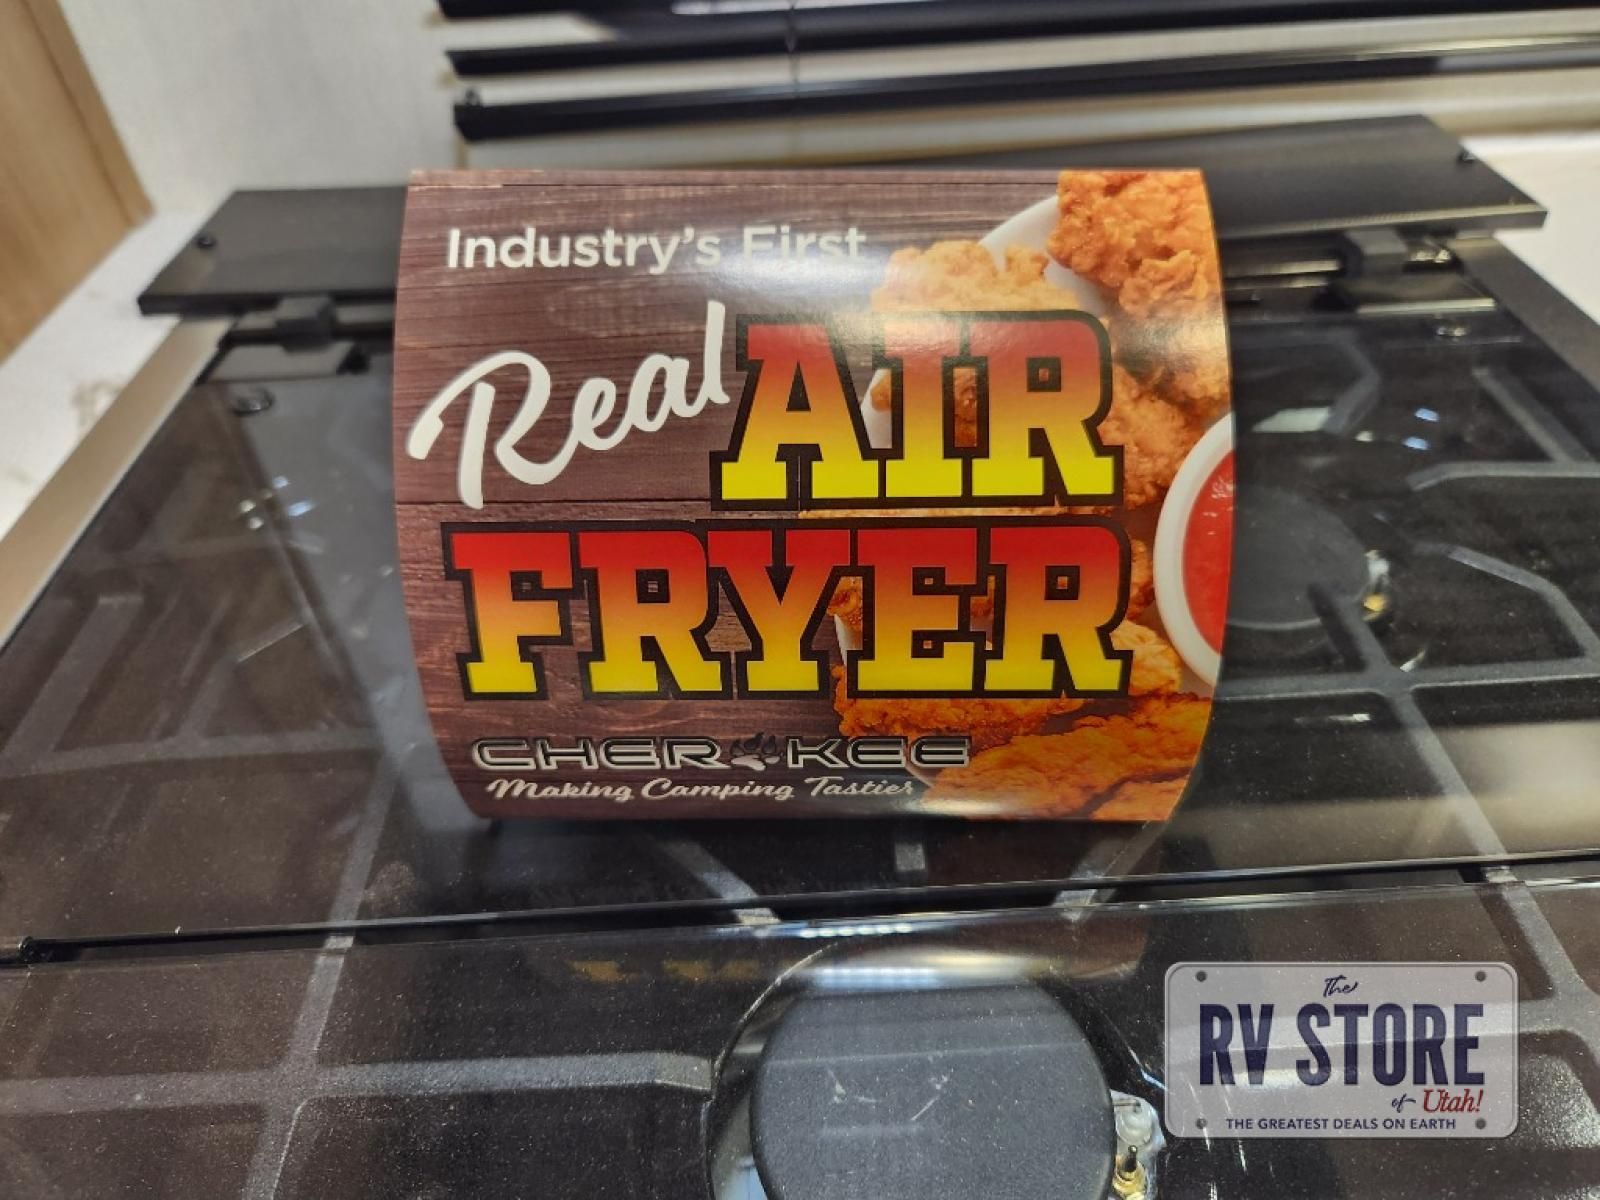 Industry's First
Real AIR
FRYER
CHEROKEE
Making Camping Tastier
The
RV STORE
of Utah!
THE GREATEST DEALS ON EARTH